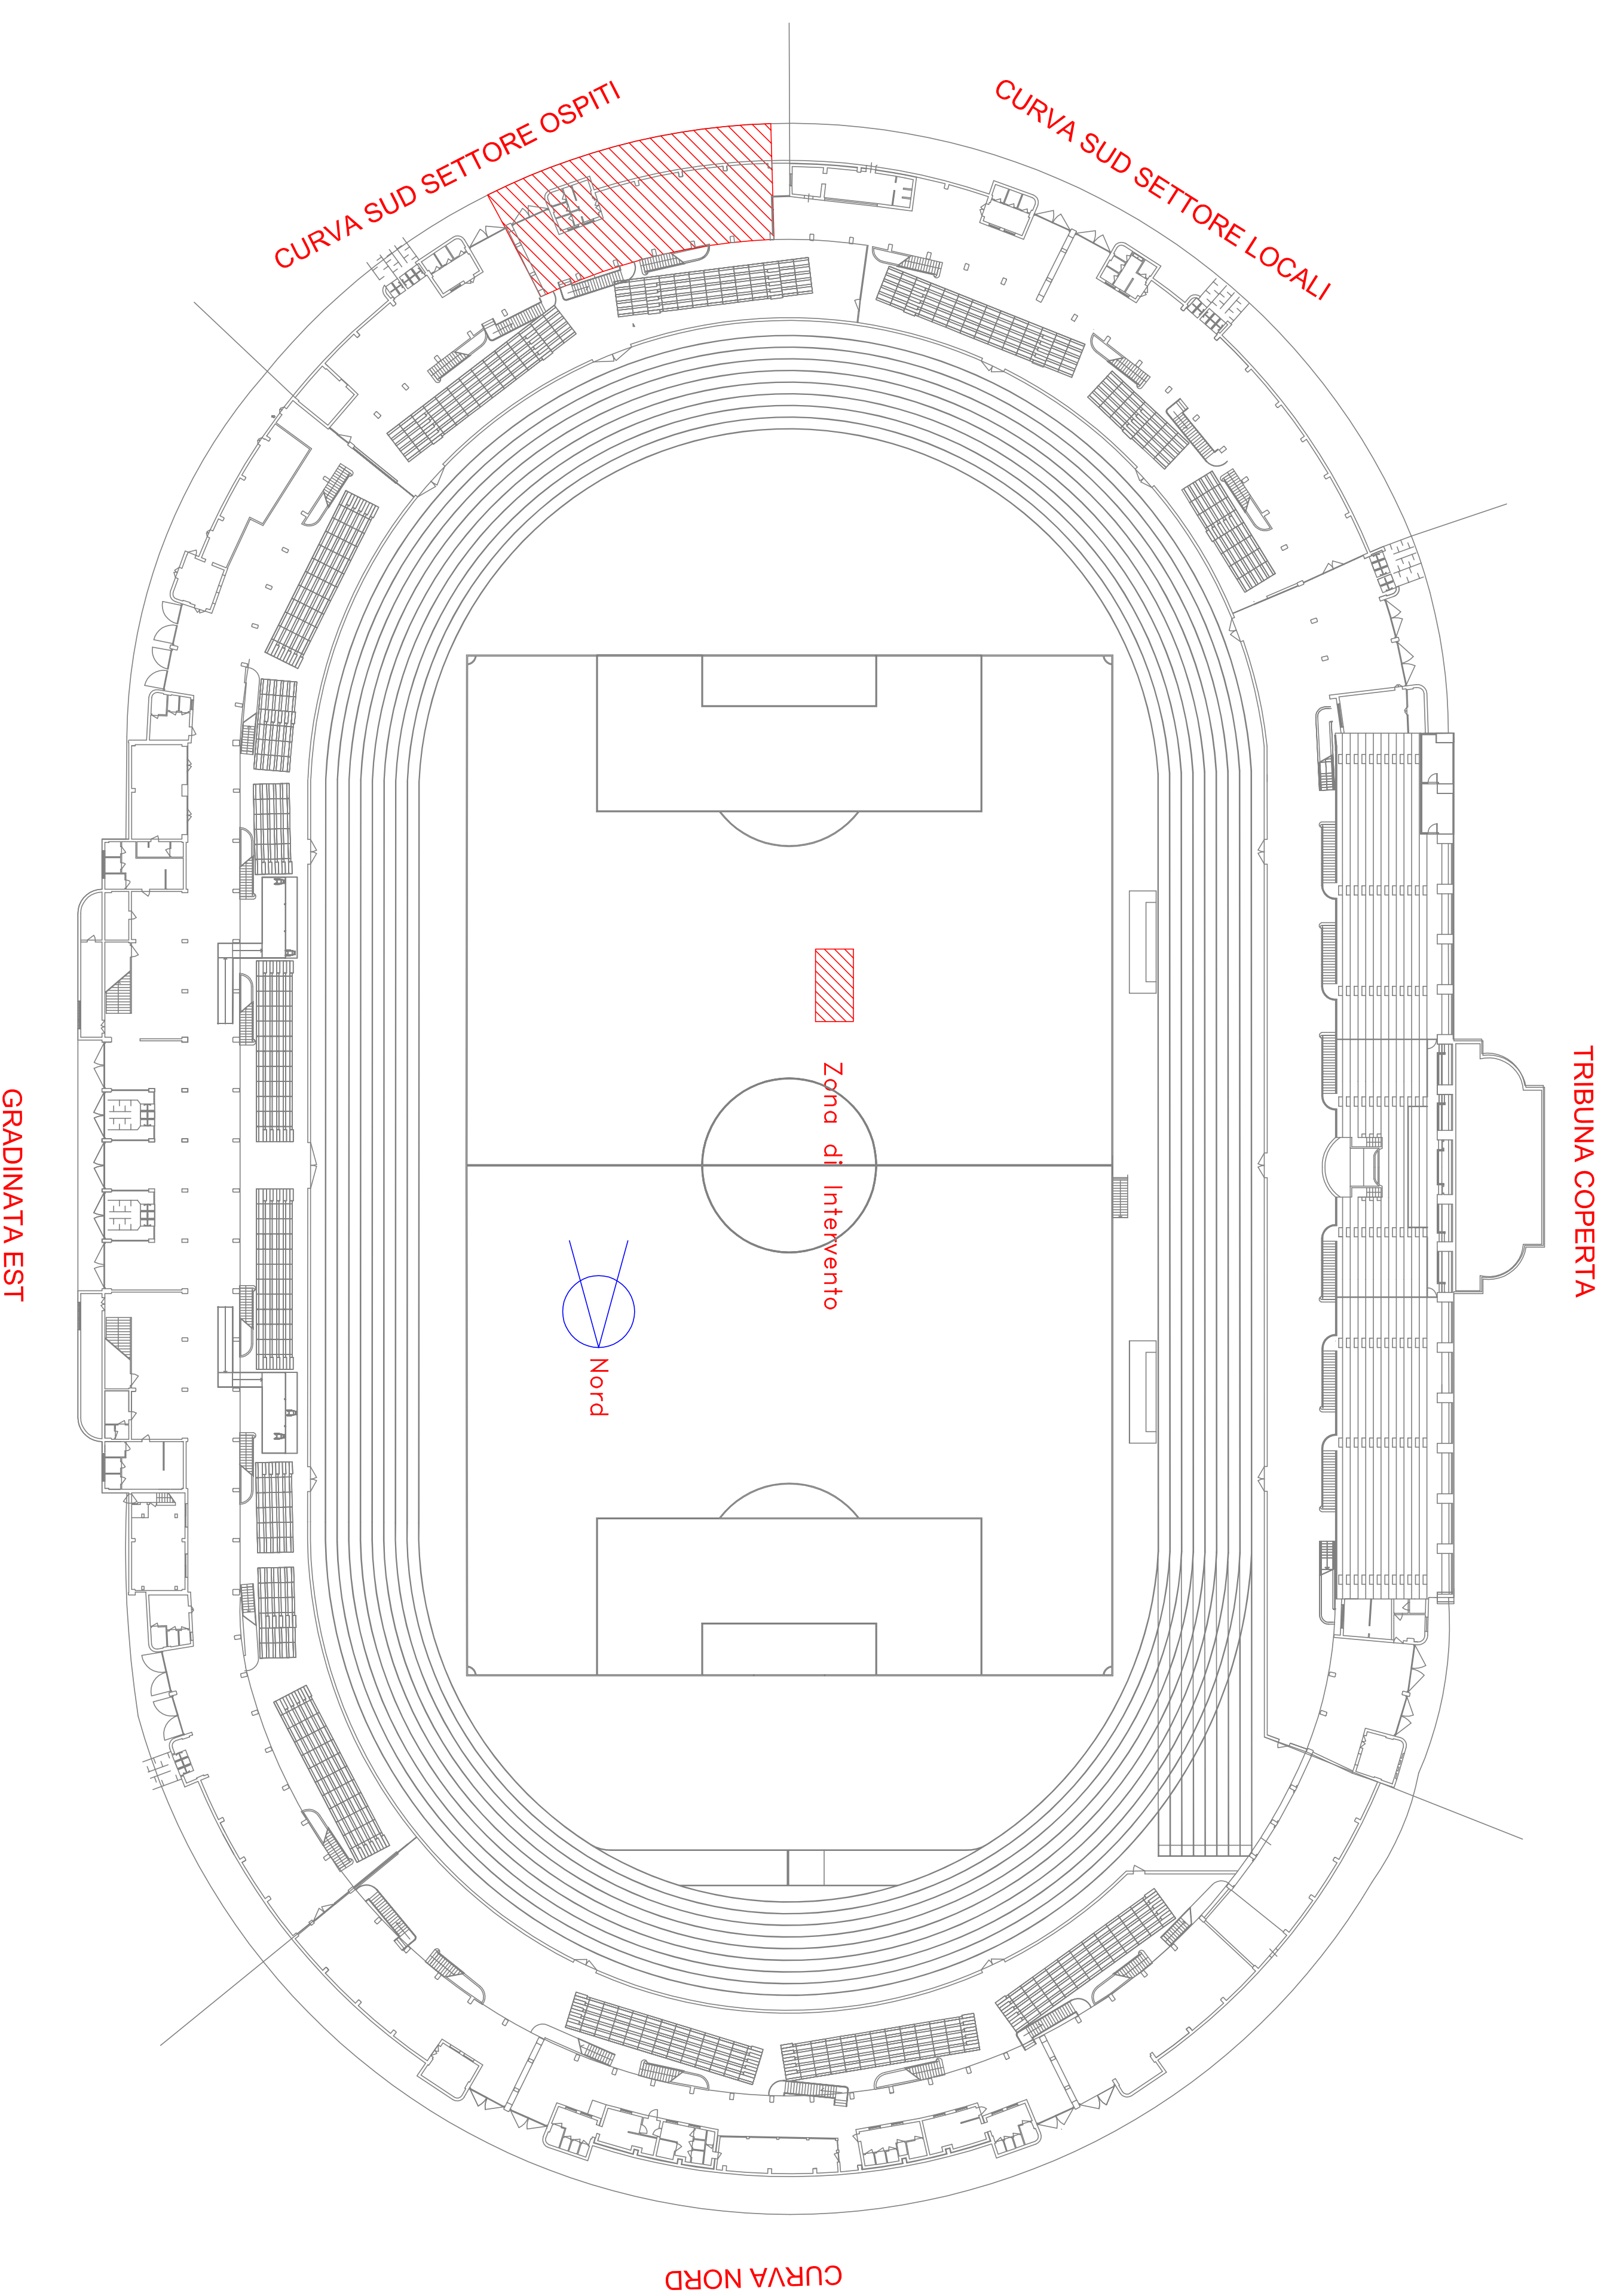 CURVA SUD SETTORE OSPITI
CURVA SUD SETTORE LOCALI
GRADINATA EST
Zona di Intervento
TRIBUNA COPERTA
Nord
CURVA NORD